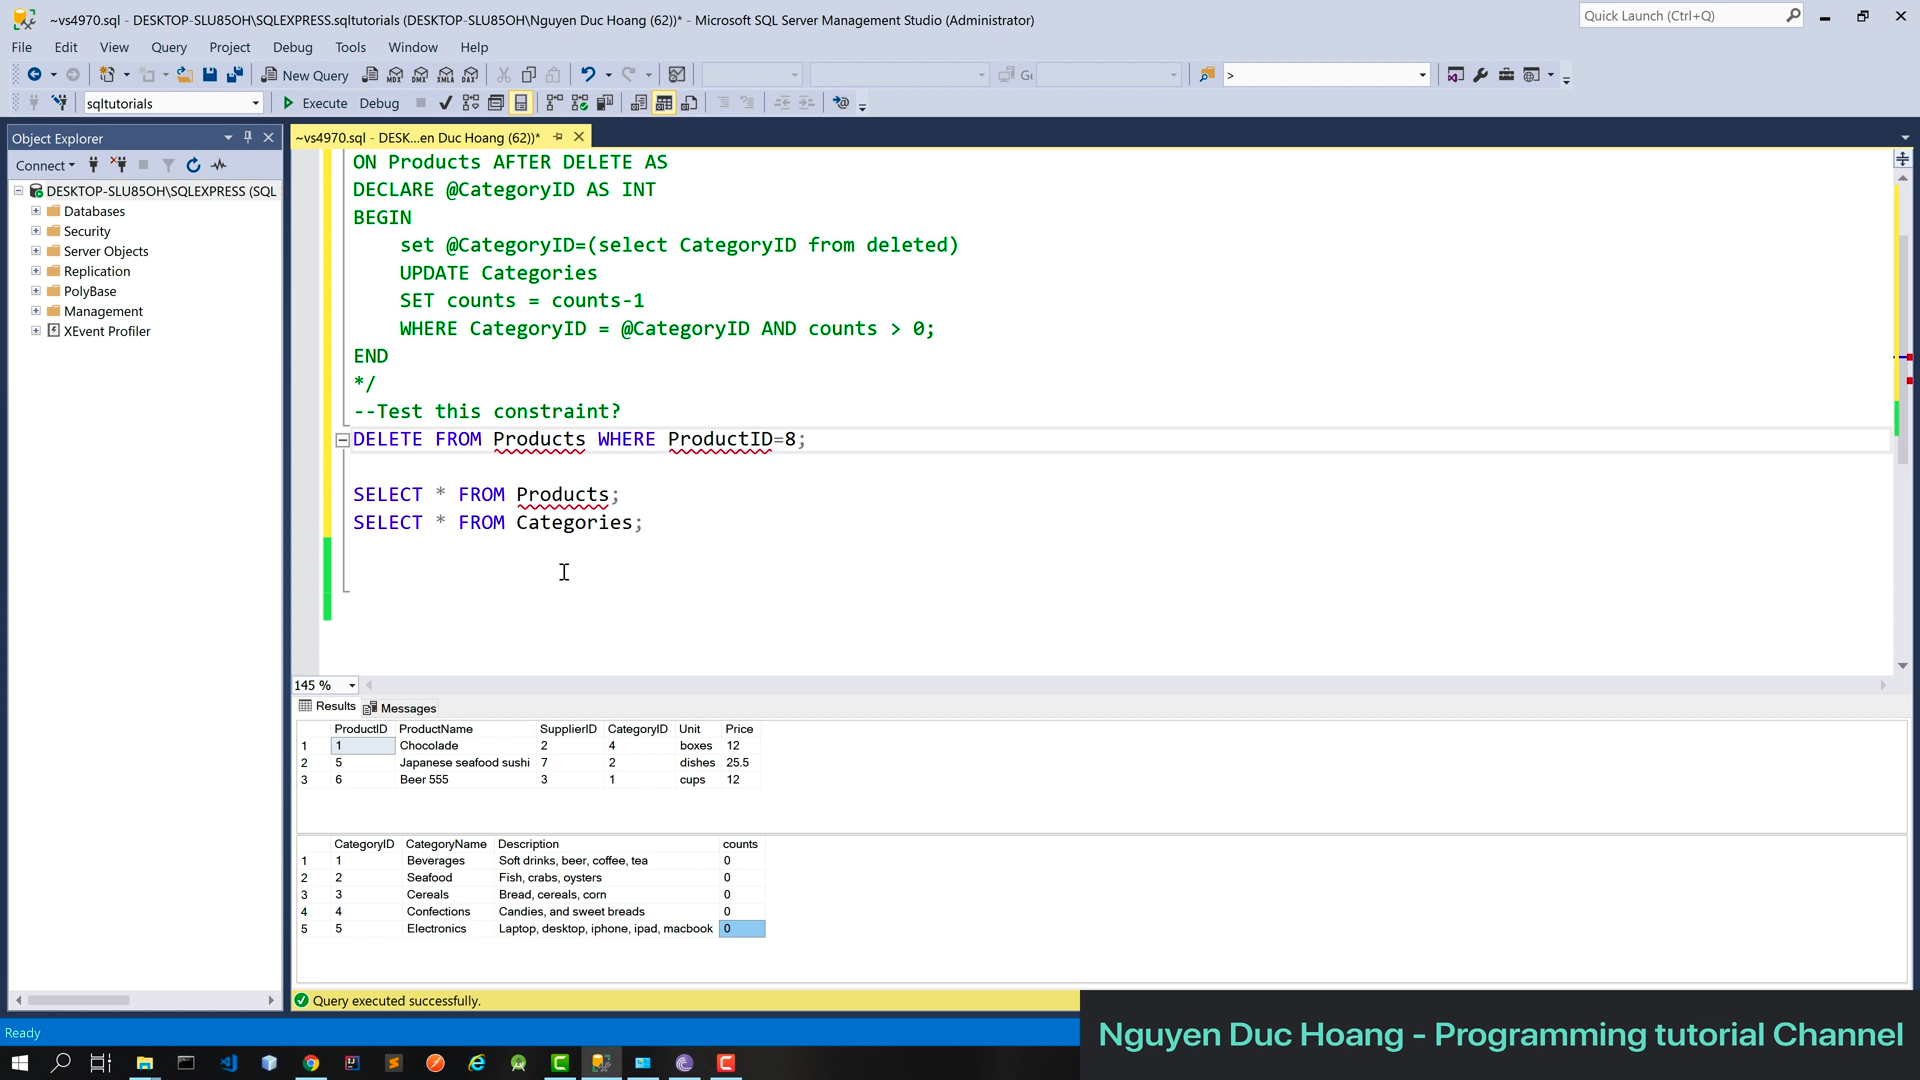 ~vs4970.sql - DESKTOP-SLU85OH\SQLEXPRESS.sqltutorials (DESKTOP-SLU85OH\Nguyen Duc Hoang (62))* - Microsoft SQL Server Management Studio (Administrator)
Quick Launch (Ctrl+Q)
File Edit View Query Project Debug Tools Window Help
New Query MDX DMX XMLA DAX Ge >
sqltutorials Execute Debug
Object Explorer
~vs4970.sql - DESK...en Duc Hoang (62))*
Connect
DESKTOP-SLU85OH\SQLEXPRESS (SQL
Databases
Security
Server Objects
Replication
PolyBase
Management
XEvent Profiler
ON Products AFTER DELETE AS
DECLARE @CategoryID AS INT
BEGIN
set @CategoryID=(select CategoryID from deleted)
UPDATE Categories
SET counts = counts-1
WHERE CategoryID = @CategoryID AND counts > 0;
END
*/
--Test this constraint?
DELETE FROM Products WHERE ProductID=8;
SELECT * FROM Products;
SELECT * FROM Categories;
145 %
Results Messages
ProductID ProductName SupplierID CategoryID Unit Price
1 1 Chocolade 2 4 boxes 12
2 5 Japanese seafood sushi 7 2 dishes 25.5
3 6 Beer 555 3 1 cups 12
CategoryID CategoryName Description counts
1 1 Beverages Soft drinks, beer, coffee, tea 0
2 2 Seafood Fish, crabs, oysters 0
3 3 Cereals Bread, cereals, corn 0
4 4 Confections Candies, and sweet breads 0
5 5 Electronics Laptop, desktop, iphone, ipad, macbook 0
Query executed successfully.
Ready
Nguyen Duc Hoang - Programming tutorial Channel